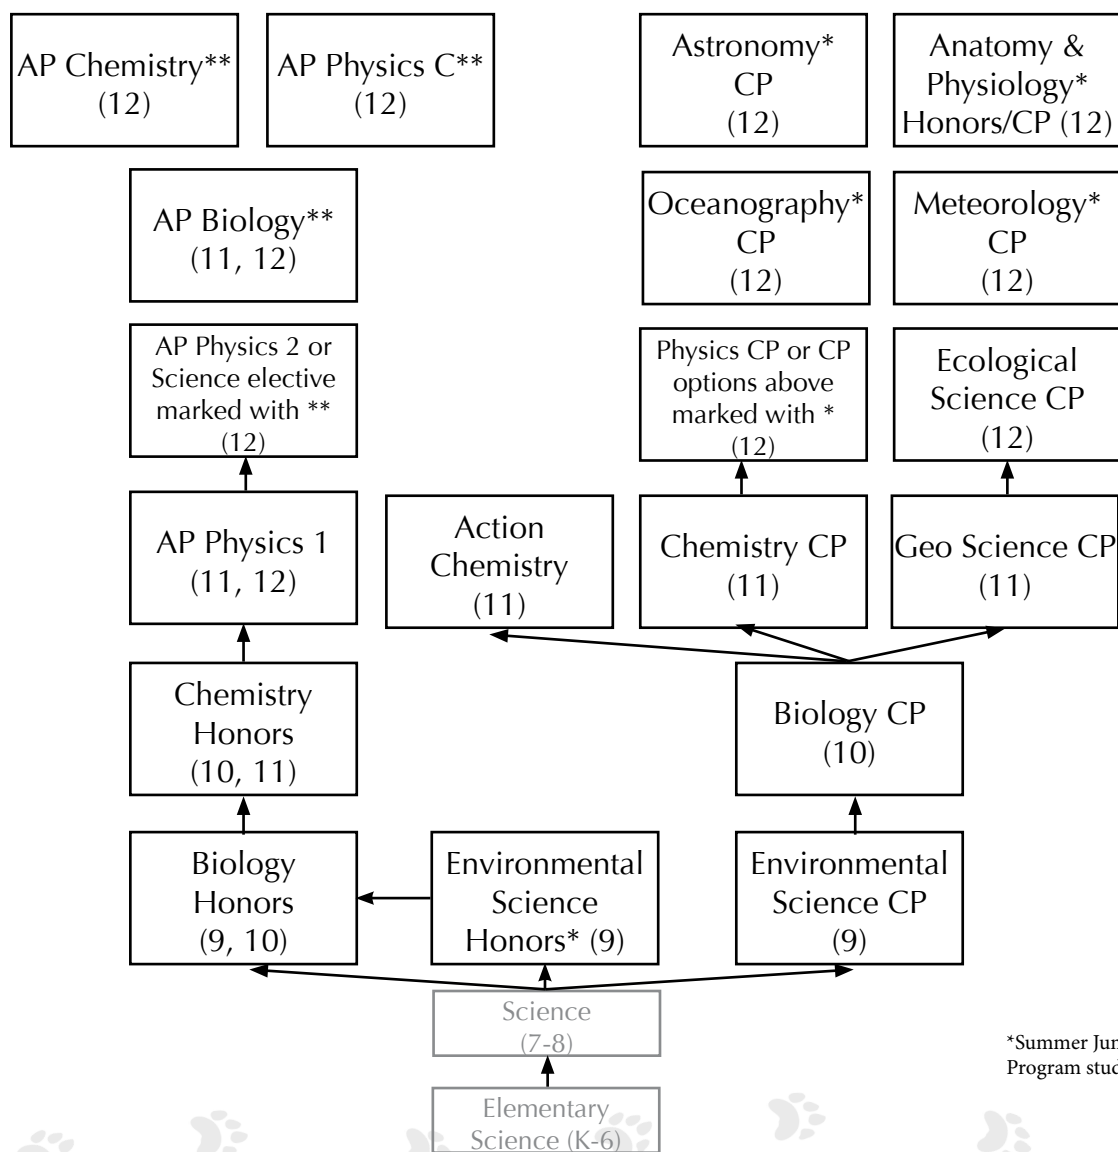 AP Chemistry**
(12)
AP Physics C**
(12)
Astronomy*
CP
(12)
Anatomy &
Physiology*
Honors/CP (12)
AP Biology**
(11, 12)
Oceanography*
CP
(12)
Meteorology*
CP
(12)
AP Physics 2 or
Science elective
marked with **
(12)
Physics CP or CP
options above
marked with *
(12)
Ecological
Science CP
(12)
AP Physics 1
(11, 12)
Action
Chemistry
(11)
Chemistry CP
(11)
Geo Science CP
(11)
Chemistry
Honors
(10, 11)
Biology CP
(10)
Biology
Honors
(9, 10)
Environmental
Science
Honors* (9)
Environmental
Science CP
(9)
Science
(7-8)
*Summer
Program
Elementary
Science (K-6)